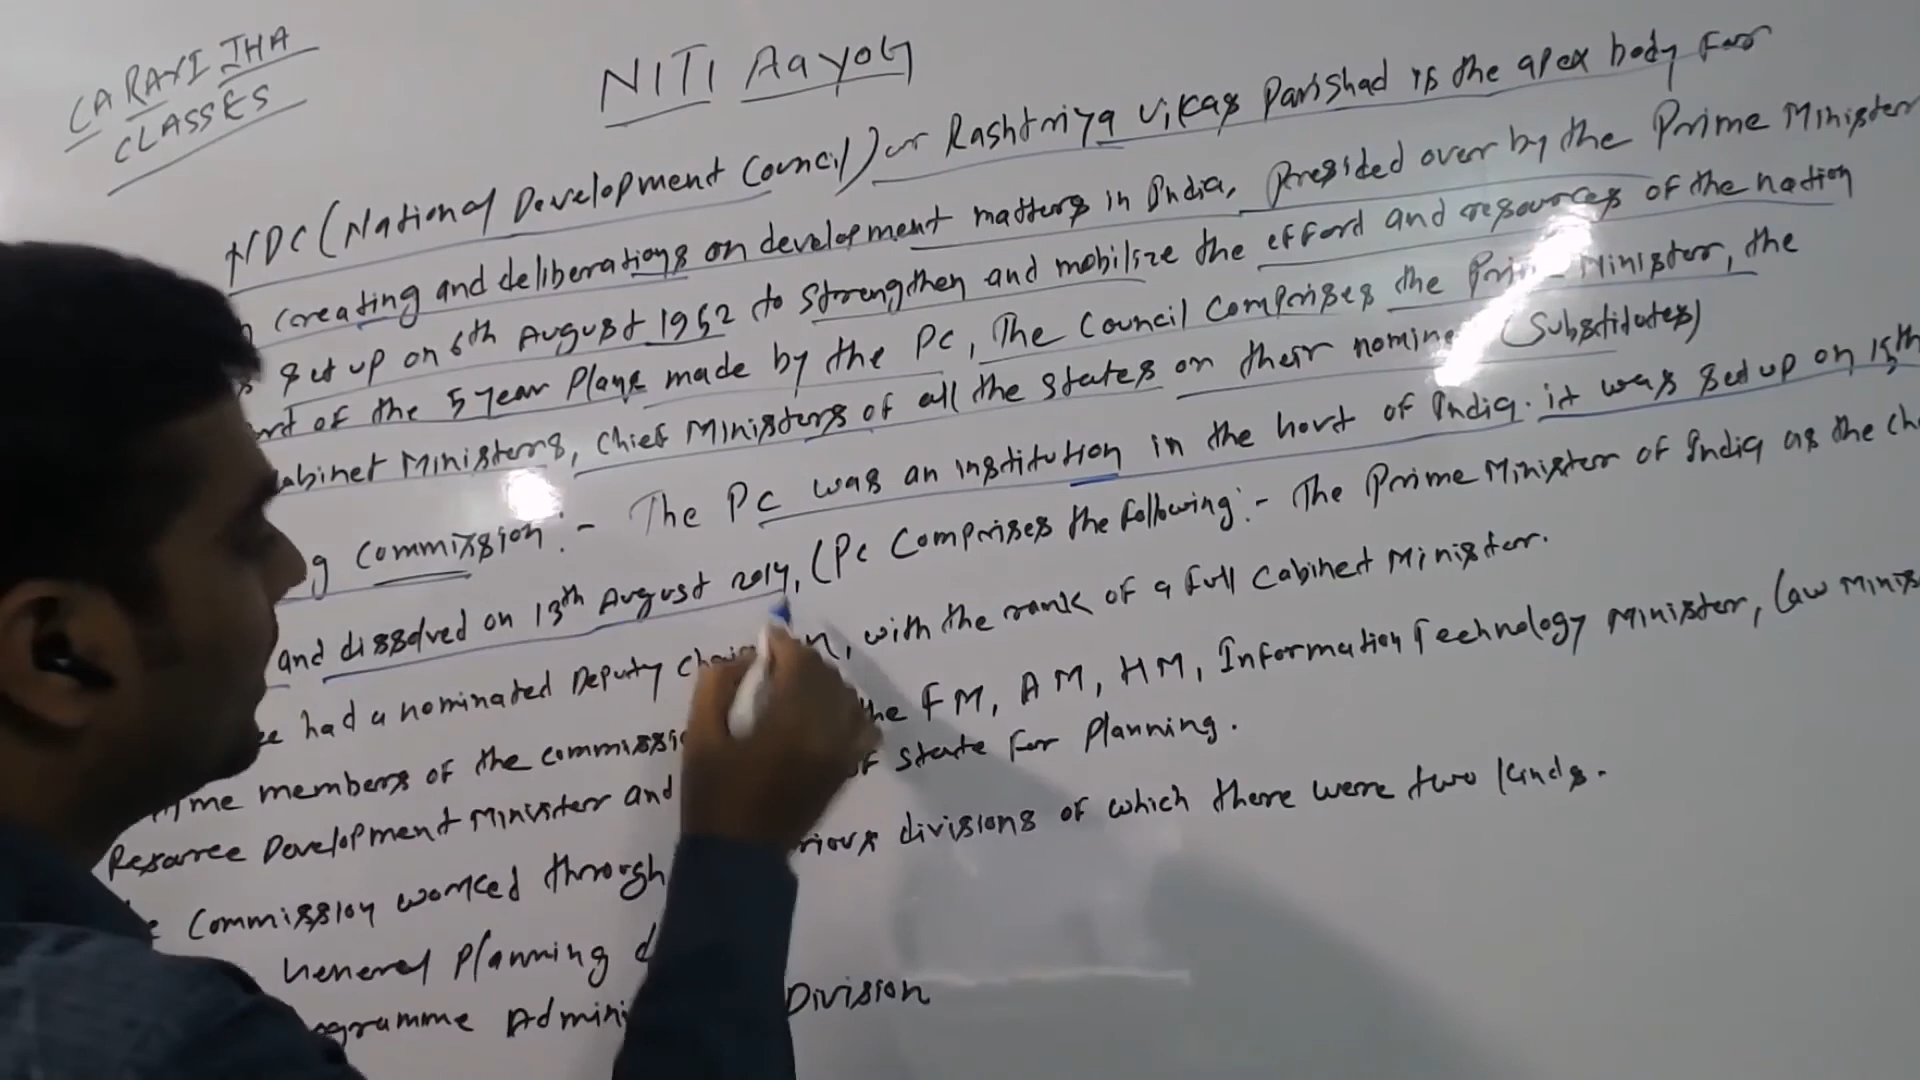 CA RAVI JHA
CLASSES
NITI AayoG
NDC (National Development Council) or Rashtriya Vikas Parishad is the apex body for
creating and deliberations on development matters in India, Presided over by the Prime Minister
set up on 6th August 1952 to strengthen and mobilize the effort and resources of the nation
of the 5 year Plans made by the PC, The Council Comprises the Minister, the
Cabinet Ministers, Chief Ministers of all the states on their (Substitutes)
Commission :- The PC was an institution in the hovt of India. it was set up on 15th
and dissolved on 13th August 2014, (PC Comprises the following :- The Prime Minister of India as the
had a nominated Deputy with the rank of a full Cabinet Minister.
members of the the FM, AM, HM, Information Technology Minister, Law
Resource Development Minister and of state for Planning.
Commission worked through divisions of which there were two kinds.
General Planning
Division